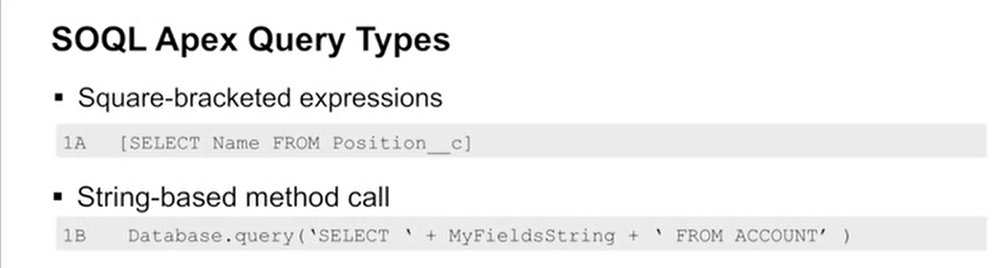 SOQL Apex Query Types
▪ Square-bracketed expressions
1A [SELECT Name FROM Position__c]
▪ String-based method call
1B Database.query(‘SELECT ‘ + MyFieldsString + ‘ FROM ACCOUNT’ )